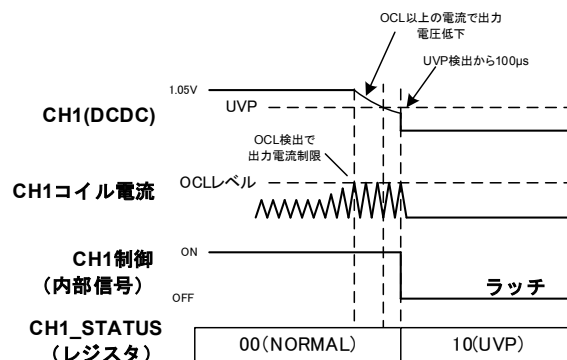 OCL以上の電流で出力
電圧低下
UVP検出から100μs
1.05V
UVP
CH1(DCDC)
OCL検出で
出力電流制限
OCLレベル
CH1コイル電流
ON
CH1制御
（内部信号）
OFF
ラッチ
CH1_STATUS
（レジスタ）
00（NORMAL）
10（UVP）